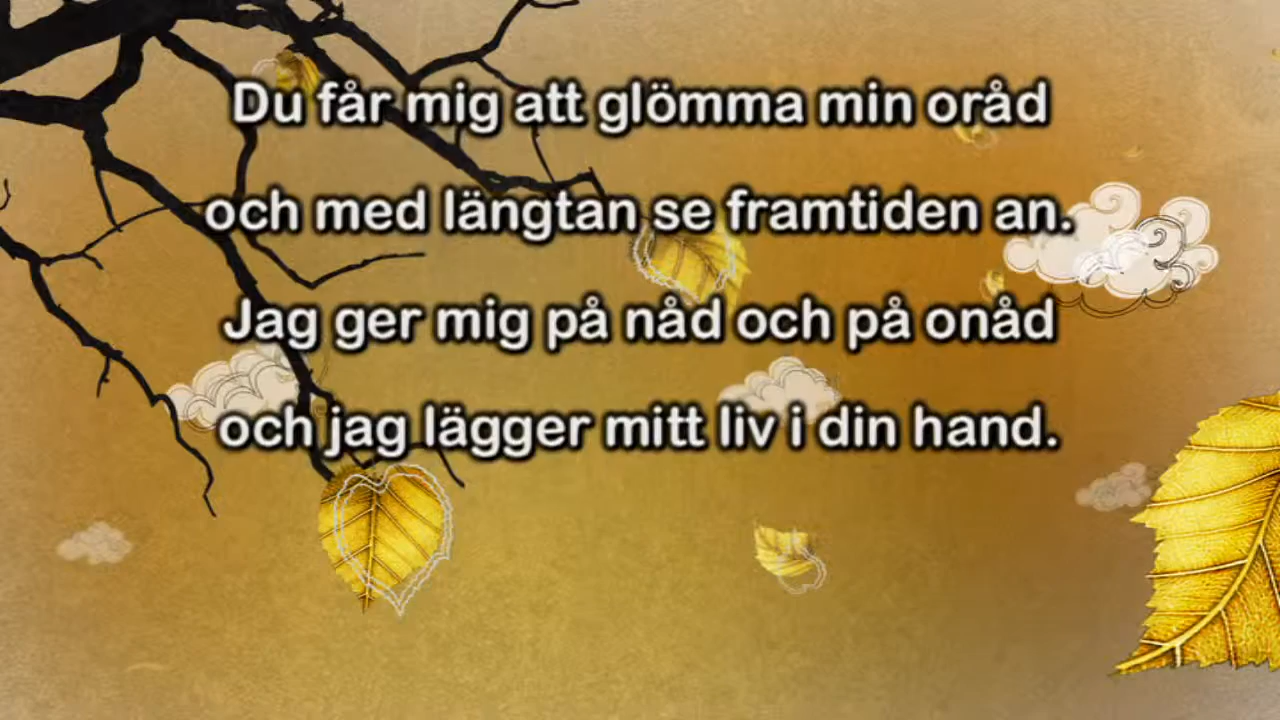 Du får mig att glömma min oråd
och med längtan se framtiden an.
Jag ger mig på nåd och på onåd
och jag lägger mitt liv i din hand.